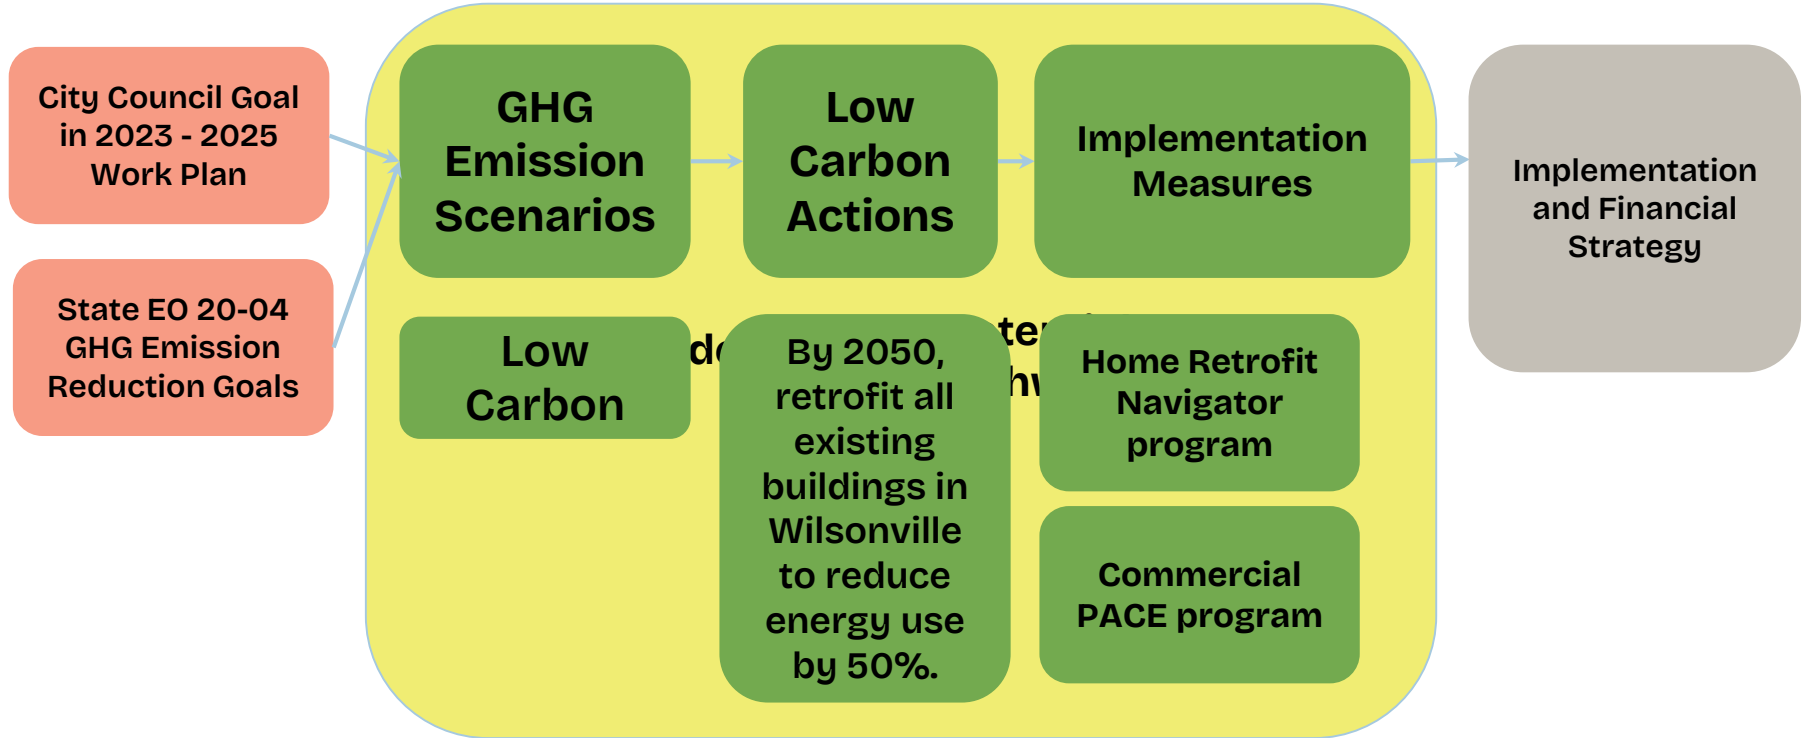 City Council Goal
in 2023 - 2025
Work Plan
State EO 20-04
GHG Emission
Reduction Goals
GHG
Emission
Scenarios
Low
Carbon
Actions
Implementation
Measures
Implementation
and Financial
Strategy
Low
Carbon
By 2050,
retrofit all
existing
buildings in
Wilsonville
to reduce
energy use
by 50%.
Home Retrofit
Navigator
program
Commercial
PACE program